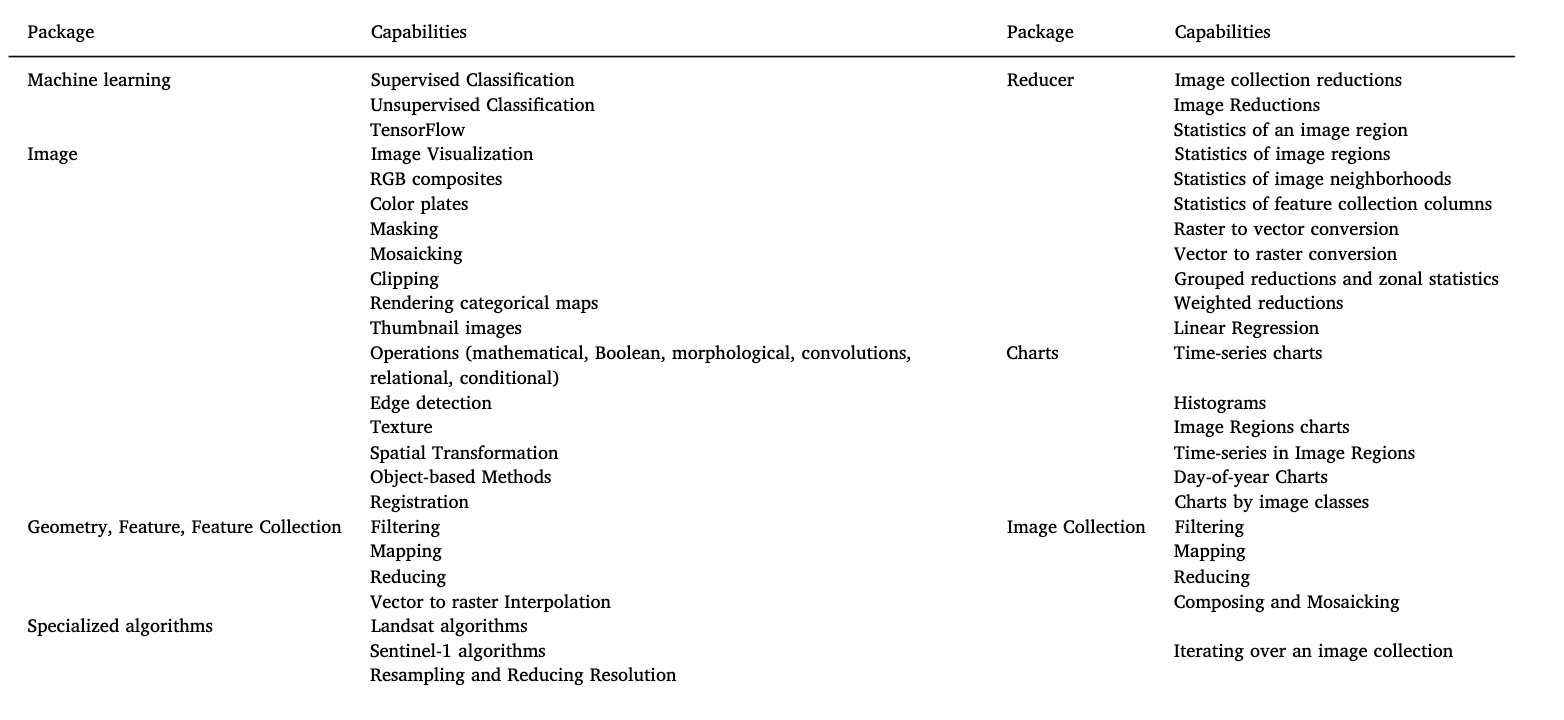 Package Capabilities Package Capabilities
Machine learning Supervised Classification Reducer Image collection reductions
Unsupervised Classification Image Reductions
TensorFlow Statistics of an image region
Image Image Visualization Statistics of image regions
RGB composites Statistics of image neighborhoods
Color plates Statistics of feature collection columns
Masking Raster to vector conversion
Mosaicking Vector to raster conversion
Clipping Grouped reductions and zonal statistics
Rendering categorical maps Weighted reductions
Thumbnail images Linear Regression
Operations (mathematical, Boolean, morphological, convolutions, Charts Time-series charts
relational, conditional)
Edge detection Histograms
Texture Image Regions charts
Spatial Transformation Time-series in Image Regions
Object-based Methods Day-of-year Charts
Registration Charts by image classes
Geometry, Feature, Feature Collection Filtering Image Collection Filtering
Mapping Mapping
Reducing Reducing
Vector to raster Interpolation Composing and Mosaicking
Specialized algorithms Landsat algorithms
Sentinel-1 algorithms Iterating over an image collection
Resampling and Reducing Resolution